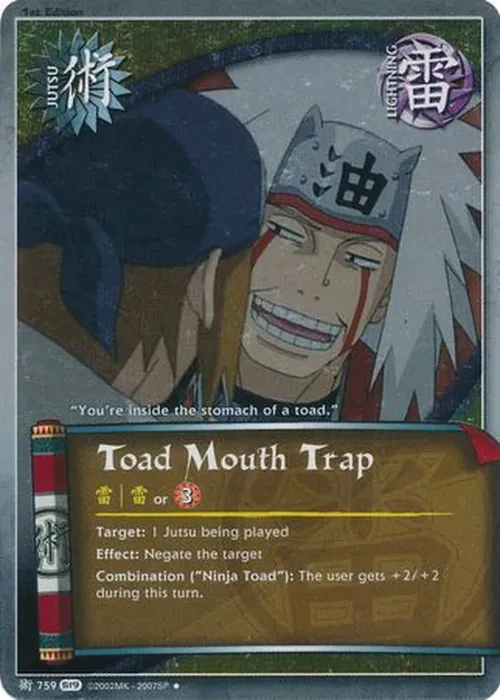 1st Edition
JUTSU 術
LIGHTNING 雷
油
"You're inside the stomach of a toad."
Toad Mouth Trap
雷 | 雷 or 3
Target: 1 Jutsu being played
Effect: Negate the target
Combination ("Ninja Toad"): The user gets +2/+2
during this turn.
術
術 759 ©2002MK - 2007SP